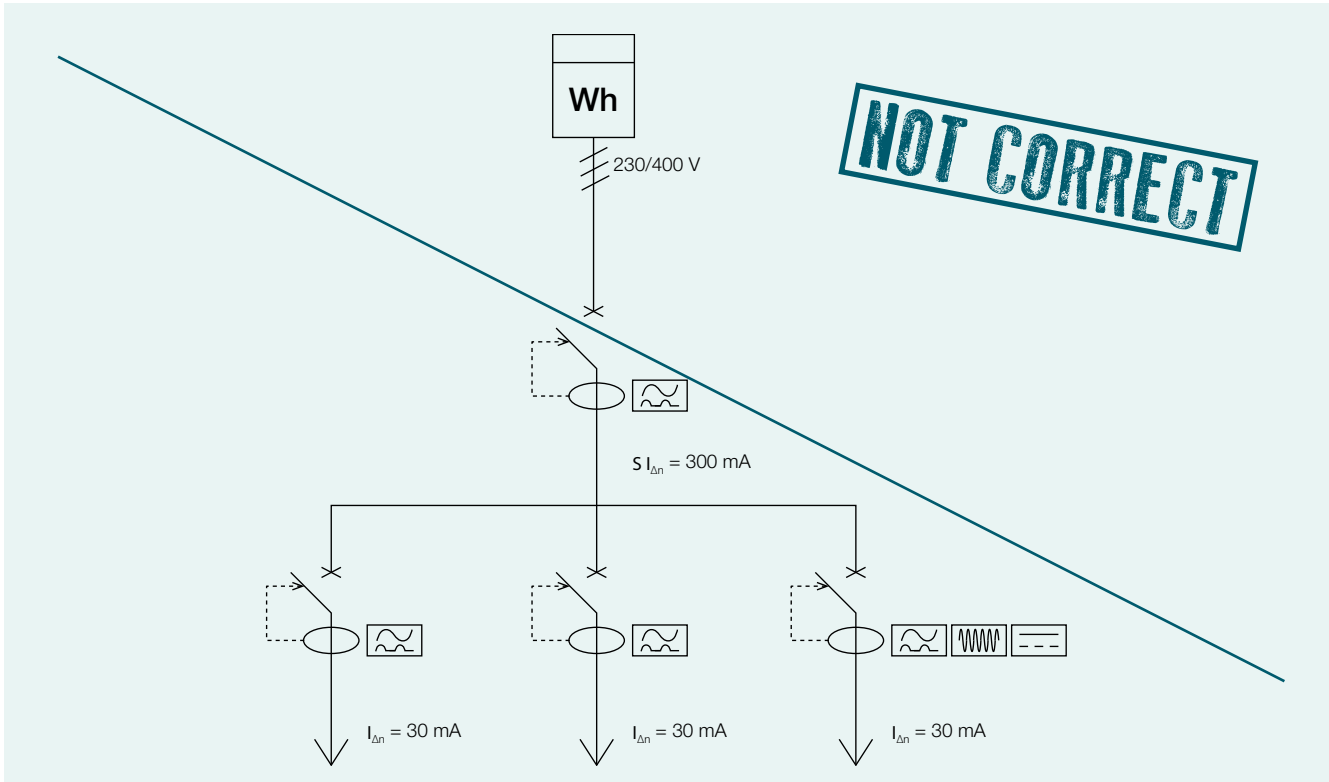 Wh
NOT CORRECT
230/400 V
S IΔn = 300 mA
IΔn = 30 mA
IΔn = 30 mA
IΔn = 30 mA